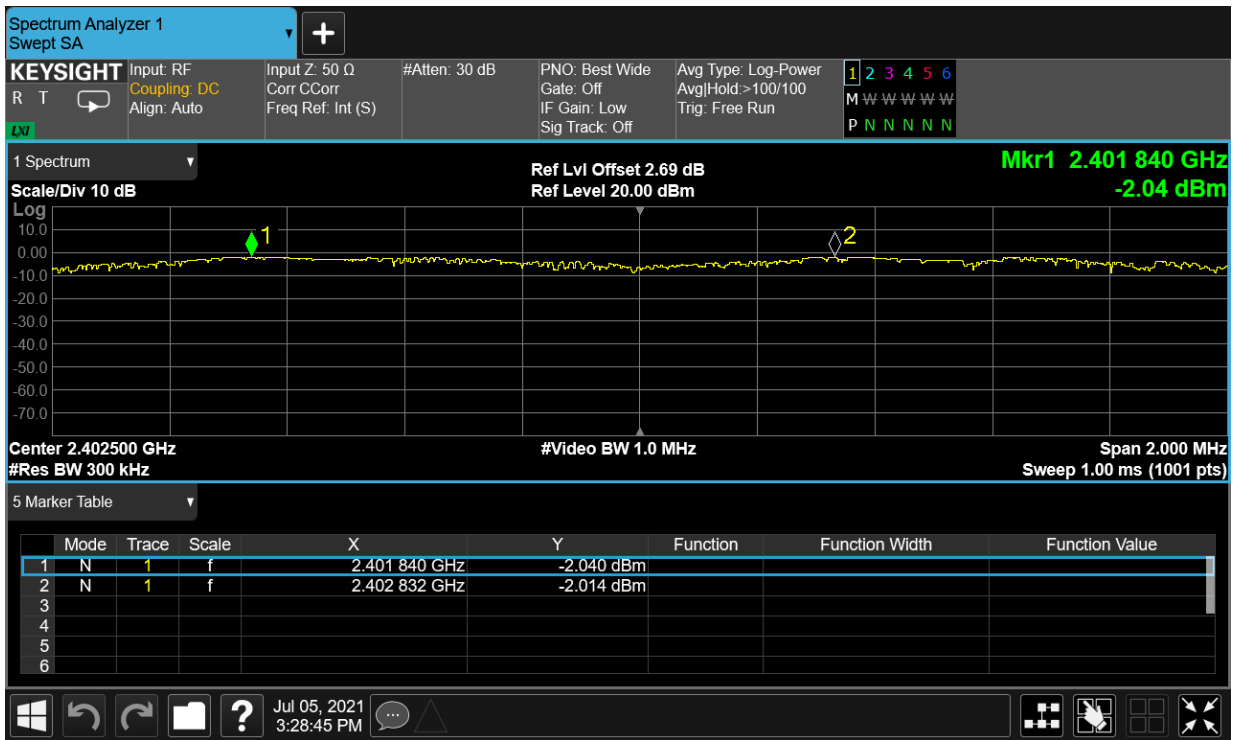 Spectrum Analyzer 1
Swept SA
+
KEYSIGHT Input: RF Input Z: 50 Ω #Atten: 30 dB PNO: Best Wide Avg Type: Log-Power 1 2 3 4 5 6
R T Coupling: DC Corr CCorr Gate: Off Avg|Hold:>100/100 M W W W W W
Align: Auto Freq Ref: Int (S) IF Gain: Low Trig: Free Run
LXI Sig Track: Off P N N N N N
1 Spectrum Ref Lvl Offset 2.69 dB Mkr1 2.401 840 GHz
Scale/Div 10 dB Ref Level 20.00 dBm -2.04 dBm
Log
10.0 1 2
0.00
-10.0
-20.0
-30.0
-40.0
-50.0
-60.0
-70.0
Center 2.402500 GHz #Video BW 1.0 MHz Span 2.000 MHz
#Res BW 300 kHz Sweep 1.00 ms (1001 pts)
5 Marker Table
Mode Trace Scale X Y Function Function Width Function Value
1 N 1 f 2.401 840 GHz -2.040 dBm
2 N 1 f 2.402 832 GHz -2.014 dBm
3
4
5
6
? Jul 05, 2021
3:28:45 PM